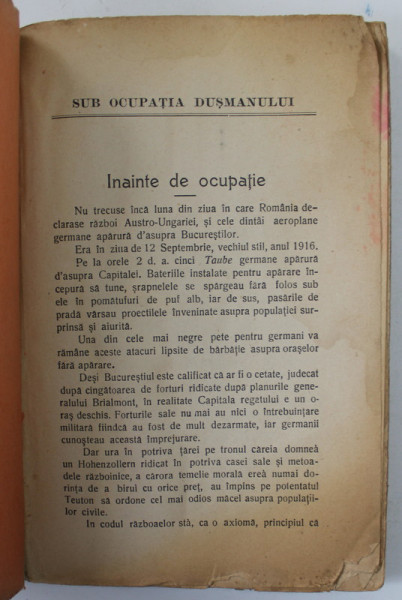 SUB OCUPAȚIA DUȘMANULUI
Inainte de ocupație
Nu trecuse încă luna din ziua în care România de-
clarase război Austro-Ungariei, și cele dintâi aeroplane
germane apărură d'asupra Bucureștilor.
Era în ziua de 12 Septembrie, vechiul stil, anul 1916.
Pe la orele 2 d. a. cinci Taube germane apărură
d'asupra Capitalei. Bateriile instalate pentru apărare în-
cepură să tune, șrapnelele se spărgeau fără folos sub
ele în pomătufuri de puf alb, iar de sus, pasările de
pradă vărsau proectilele înveninate asupra populației sur-
prinsă și aiurită.
Una din cele mai negre pete pentru germani va
rămâne aceste atacuri lipsite de bărbăție asupra orașelor
fără apărare.
Deși Bucureștiul este calificat că ar fi o cetate, judecat
după cingătoarea de forturi ridicate după planurile gene-
ralului Brialmont, în realitate Capitala regatului e un o-
raș deschis. Forturile sale nu mai au nici o întrebuințare
militară fiindcă au fost de mult dezarmate, iar germanii
cunoșteau această împrejurare.
Dar ura în potriva țărei pe tronul căreia domneà
un Hohenzollern ridicat în potriva casei sale și metoa-
delor războinice, a cărora temelie morală ereà numai do-
rința de a birui cu orice preț, au împins pe potentatul
Teuton să ordone cel mai odios măcel asupra populații-
lor civile.
In codul războaelor stă, ca o axiomă, principiul că